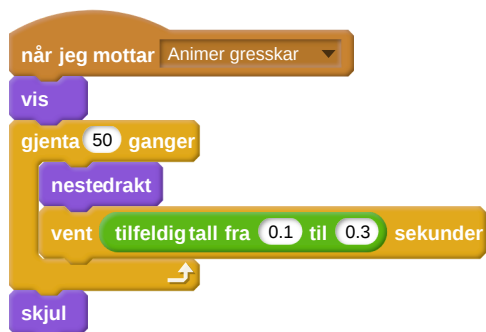 når jeg mottar Animer gresskar
vis
gjenta 50 ganger
nestedrakt
vent tilfeldig tall fra 0.1 til 0.3 sekunder
skjul